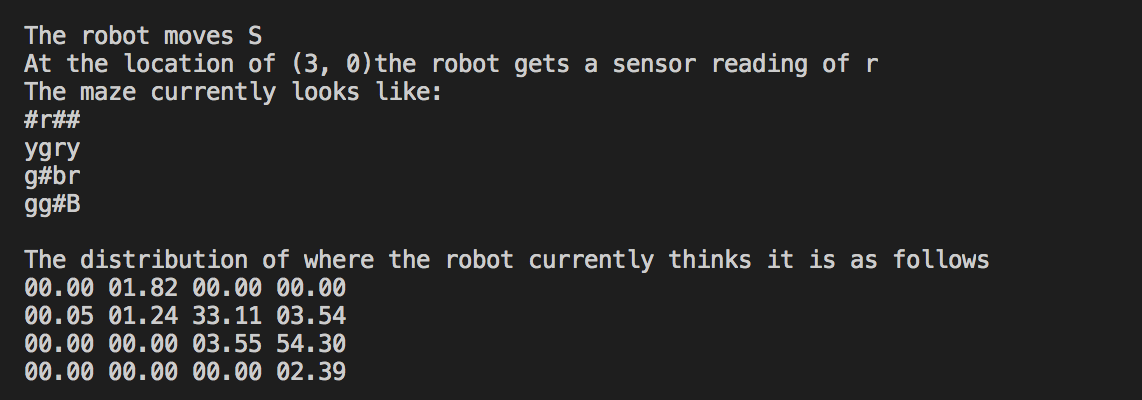 The robot moves S
At the location of (3, 0)the robot gets a sensor reading of r
The maze currently looks like:
#r##
ygry
g#br
gg#B
The distribution of where the robot currently thinks it is as follows
00.00 01.82 00.00 00.00
00.05 01.24 33.11 03.54
00.00 00.00 03.55 54.30
00.00 00.00 00.00 02.39